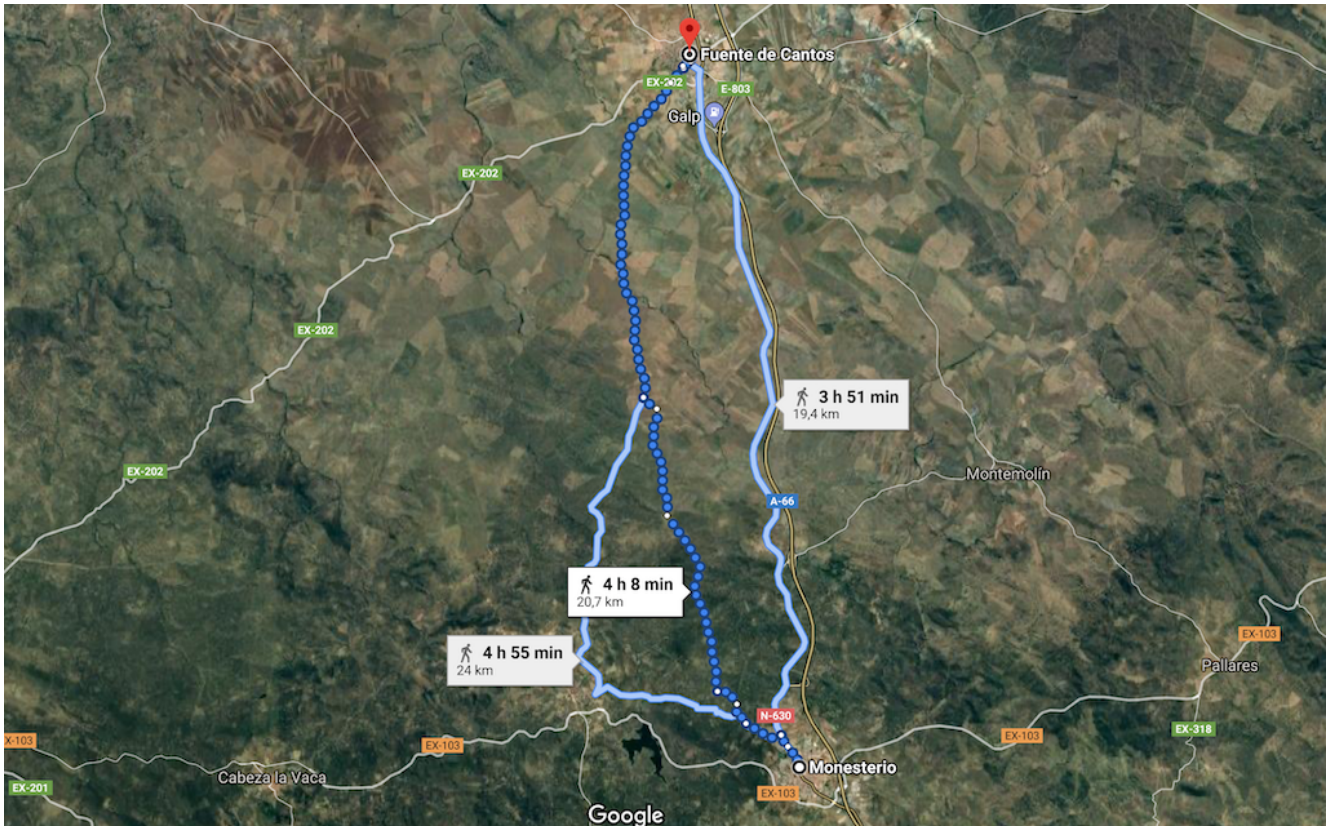 Fuente de Cantos
EX-202
E-803
Galp
EX-202
EX-202
3 h 51 min
19,4 km
EX-202
Montemolín
A-66
4 h 8 min
20,7 km
EX-103
4 h 55 min
24 km
Pallares
N-630
EX-318
X-103
EX-103
EX-103
Cabeza la Vaca
Monesterio
EX-201
EX-103
Google